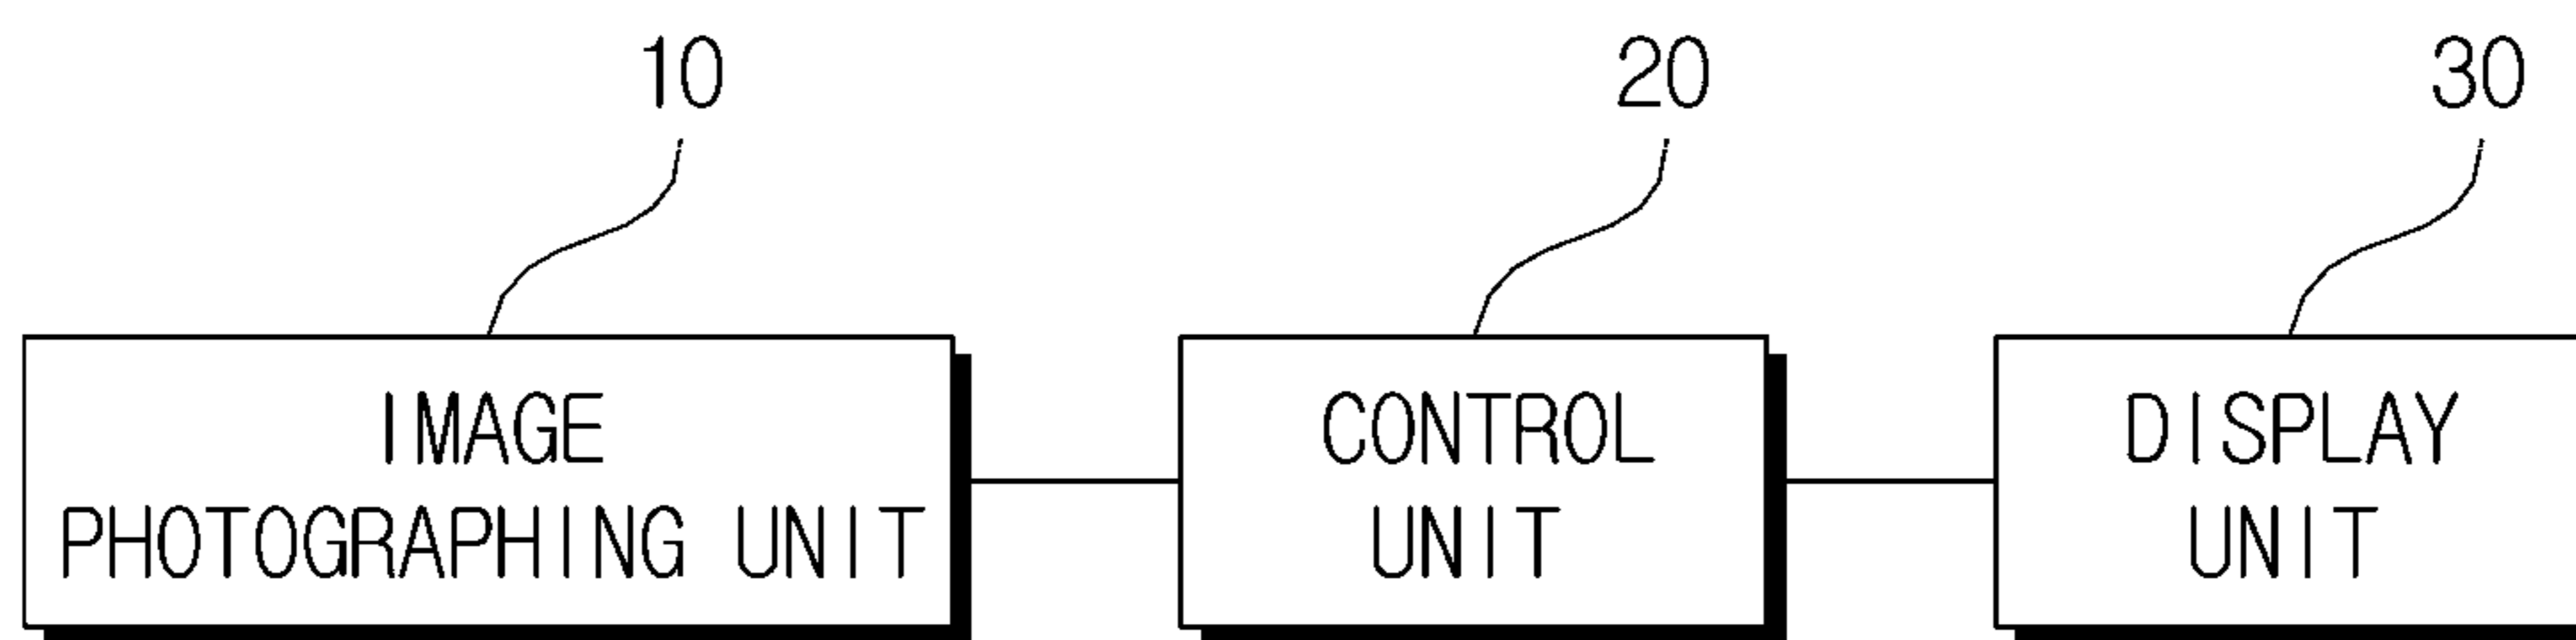 10
20
30
IMAGE
PHOTOGRAPHING UNIT
CONTROL
UNIT
DISPLAY
UNIT